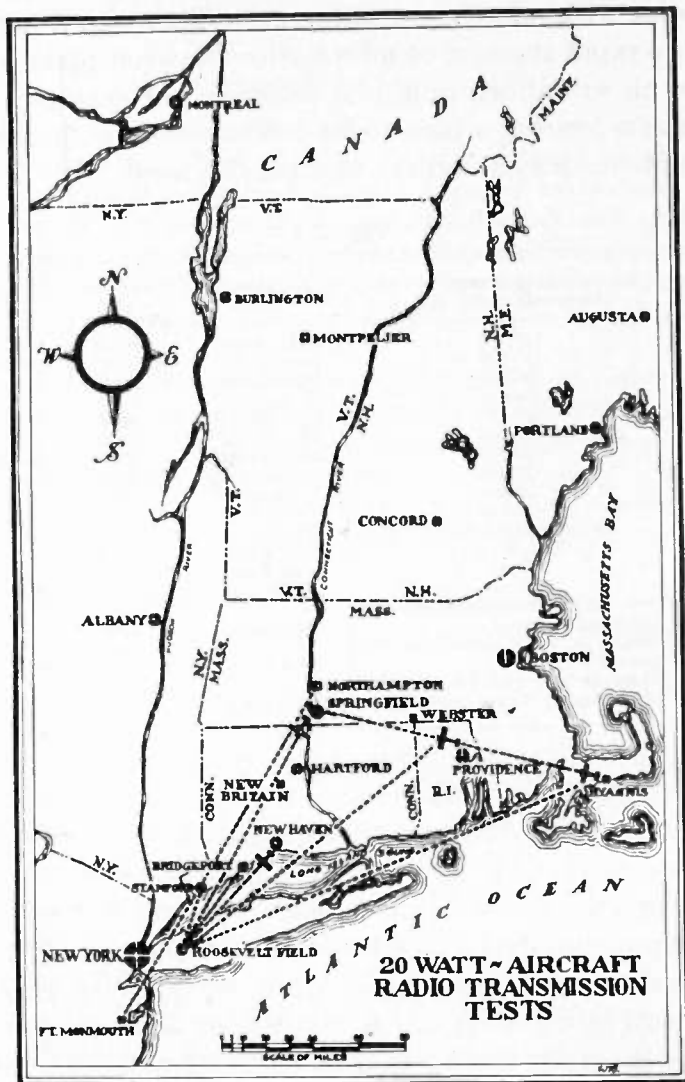 MONTREAL
CANADA
MAINE
N.Y.
V.T.
N
W
E
S
BURLINGTON
MONTPELIER
N.H.
M.E.
AUGUSTA
V.T.
N.H.
PORTLAND
V.T.
CONCORD
CONNECTICUT
RIVER
MASSACHUSETTS BAY
HUDSON
RIVER
V.T.
N.H.
MASS.
ALBANY
N.Y.
MASS.
BOSTON
NORTHAMPTON
SPRINGFIELD
WEBSTER
HARTFORD
PROVIDENCE
CONN.
NEW
BRITAIN
R.I.
CONN.
HYANNIS
NEW HAVEN
N.Y.
BRIDGEPORT
LONG ISLAND SOUND
STAMFORD
NEW YORK
ROOSEVELT FIELD
ATLANTIC OCEAN
FT. MONMOUTH
20 WATT~AIRCRAFT
RADIO TRANSMISSION
TESTS
SCALE OF MILES